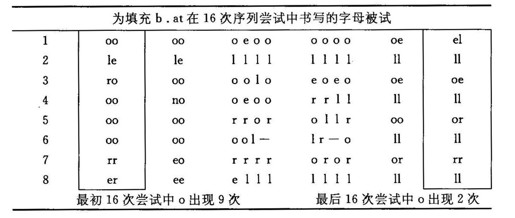 为填充 b . at 在 16 次序列尝试中书写的字母被试
1 oo oo o e o o o o o o oe el
2 le le l l l l l l l l ll ll
3 ro oo o o l o e o e o oe oe
4 oo no o e o o r r l l ll ll
5 oo oo r r o r o l l r oo or
6 oo oo o o l — l r — o ll ll
7 rr eo r r r r o r o r or rr
8 er ee e l l l l l l l ll ll
最初 16 次尝试中 o 出现 9 次 最后 16 次尝试中 o 出现 2 次